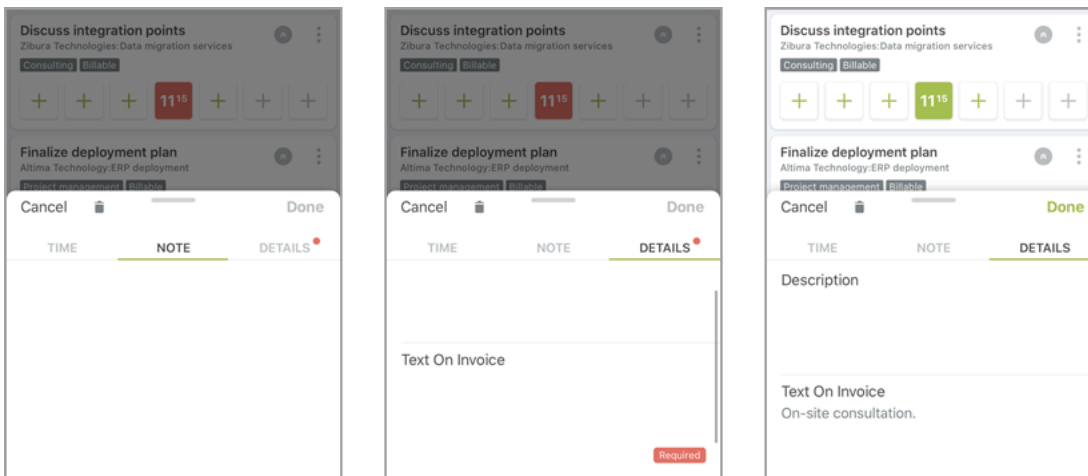 Discuss integration points
Zibura Technologies:Data migration services
Consulting Billable
11 15
Finalize deployment plan
Altima Technology:ERP deployment
Project management Billable
Cancel Done
TIME NOTE DETAILS
Discuss integration points
Zibura Technologies:Data migration services
Consulting Billable
11 15
Finalize deployment plan
Altima Technology:ERP deployment
Project management Billable
Cancel Done
TIME NOTE DETAILS
Text On Invoice
Required
Discuss integration points
Zibura Technologies:Data migration services
Consulting Billable
11 15
Finalize deployment plan
Altima Technology:ERP deployment
Project management Billable
Cancel Done
TIME NOTE DETAILS
Description
Text On Invoice
On-site consultation.